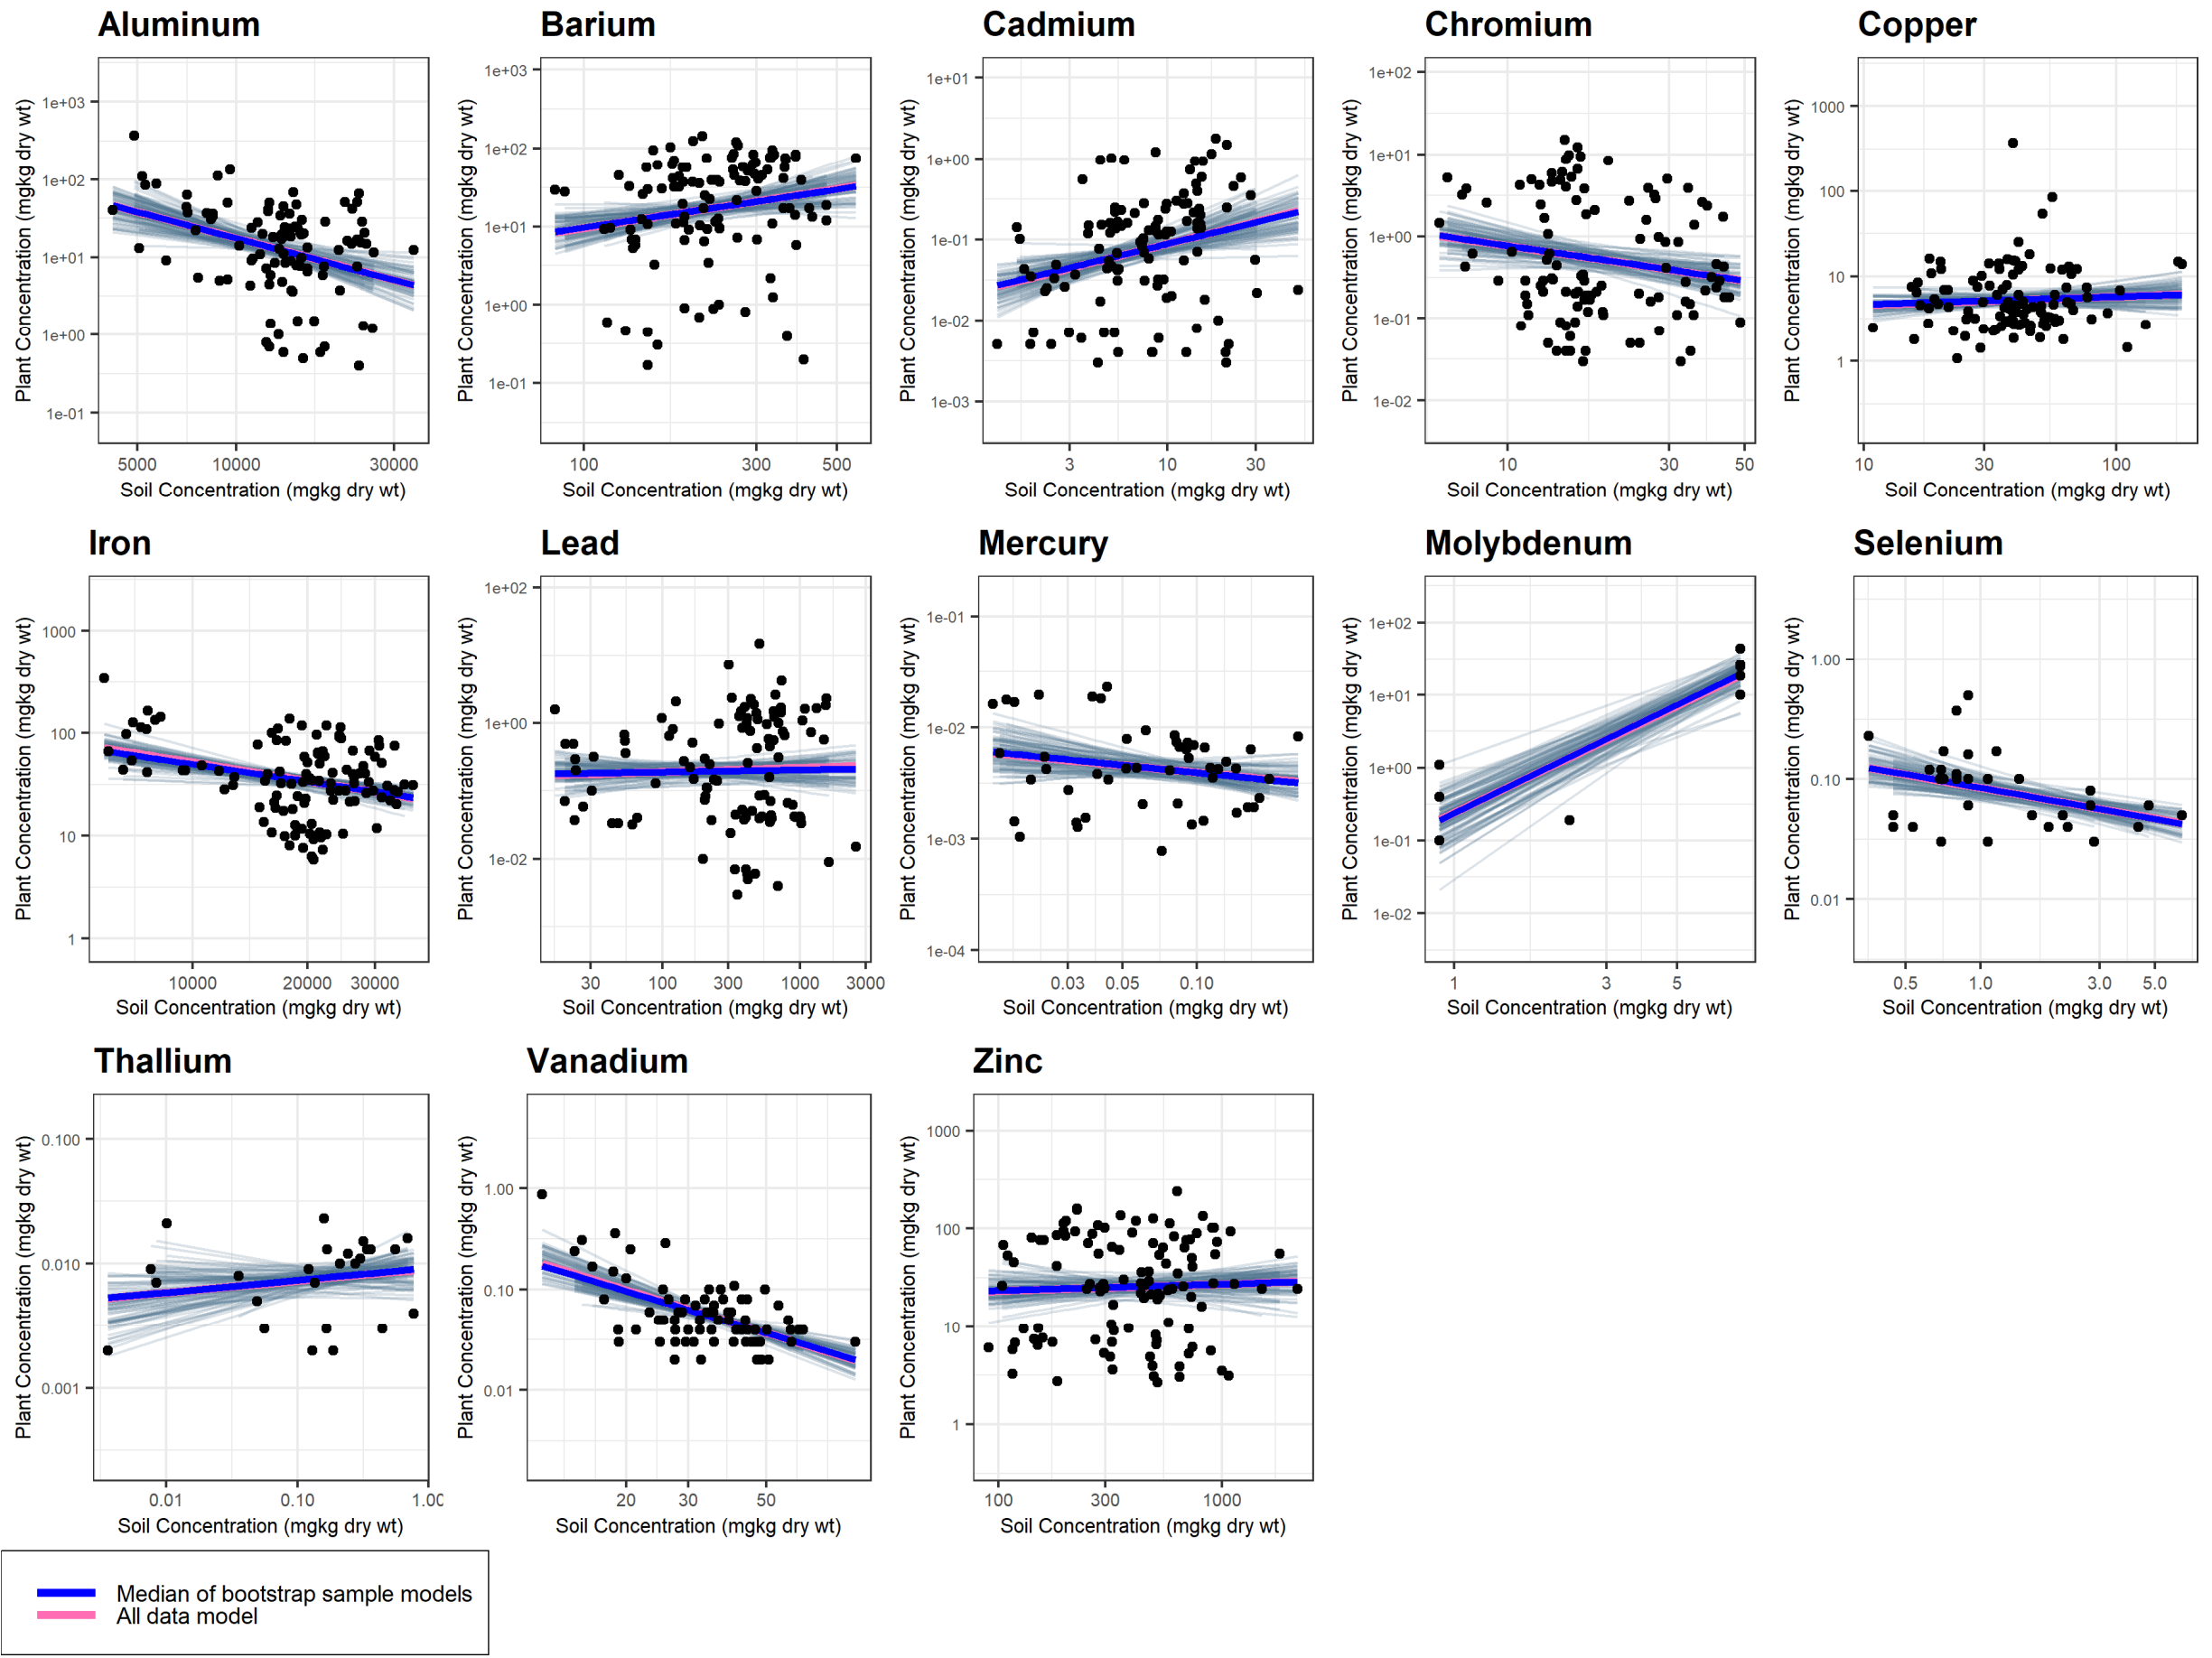 Aluminum
Barium
Cadmium
Chromium
Copper
Plant Concentration (mgkg dry wt)
1e+03
1e+02
1e+01
1e+00
1e-01
5000 10000 30000
Soil Concentration (mgkg dry wt)
Plant Concentration (mgkg dry wt)
1e+03
1e+02
1e+01
1e+00
1e-01
100 300 500
Soil Concentration (mgkg dry wt)
Plant Concentration (mgkg dry wt)
1e+01
1e+00
1e-01
1e-02
1e-03
3 10 30
Soil Concentration (mgkg dry wt)
Plant Concentration (mgkg dry wt)
1e+02
1e+01
1e+00
1e-01
1e-02
10 30 50
Soil Concentration (mgkg dry wt)
Plant Concentration (mgkg dry wt)
1000
100
10
1
10 30 100
Soil Concentration (mgkg dry wt)
Iron
Lead
Mercury
Molybdenum
Selenium
Plant Concentration (mgkg dry wt)
1000
100
10
1
10000 20000 30000
Soil Concentration (mgkg dry wt)
Plant Concentration (mgkg dry wt)
1e+02
1e+00
1e-02
30 100 300 1000 3000
Soil Concentration (mgkg dry wt)
Plant Concentration (mgkg dry wt)
1e-01
1e-02
1e-03
1e-04
0.03 0.05 0.10
Soil Concentration (mgkg dry wt)
Plant Concentration (mgkg dry wt)
1e+02
1e+01
1e+00
1e-01
1e-02
1 3 5
Soil Concentration (mgkg dry wt)
Plant Concentration (mgkg dry wt)
1.00
0.10
0.01
0.5 1.0 3.0 5.0
Soil Concentration (mgkg dry wt)
Thallium
Vanadium
Zinc
Plant Concentration (mgkg dry wt)
0.100
0.010
0.001
0.01 0.10 1.00
Soil Concentration (mgkg dry wt)
Plant Concentration (mgkg dry wt)
1.00
0.10
0.01
20 30 50
Soil Concentration (mgkg dry wt)
Plant Concentration (mgkg dry wt)
1000
100
10
1
100 300 1000
Soil Concentration (mgkg dry wt)
Median of bootstrap sample models
All data model